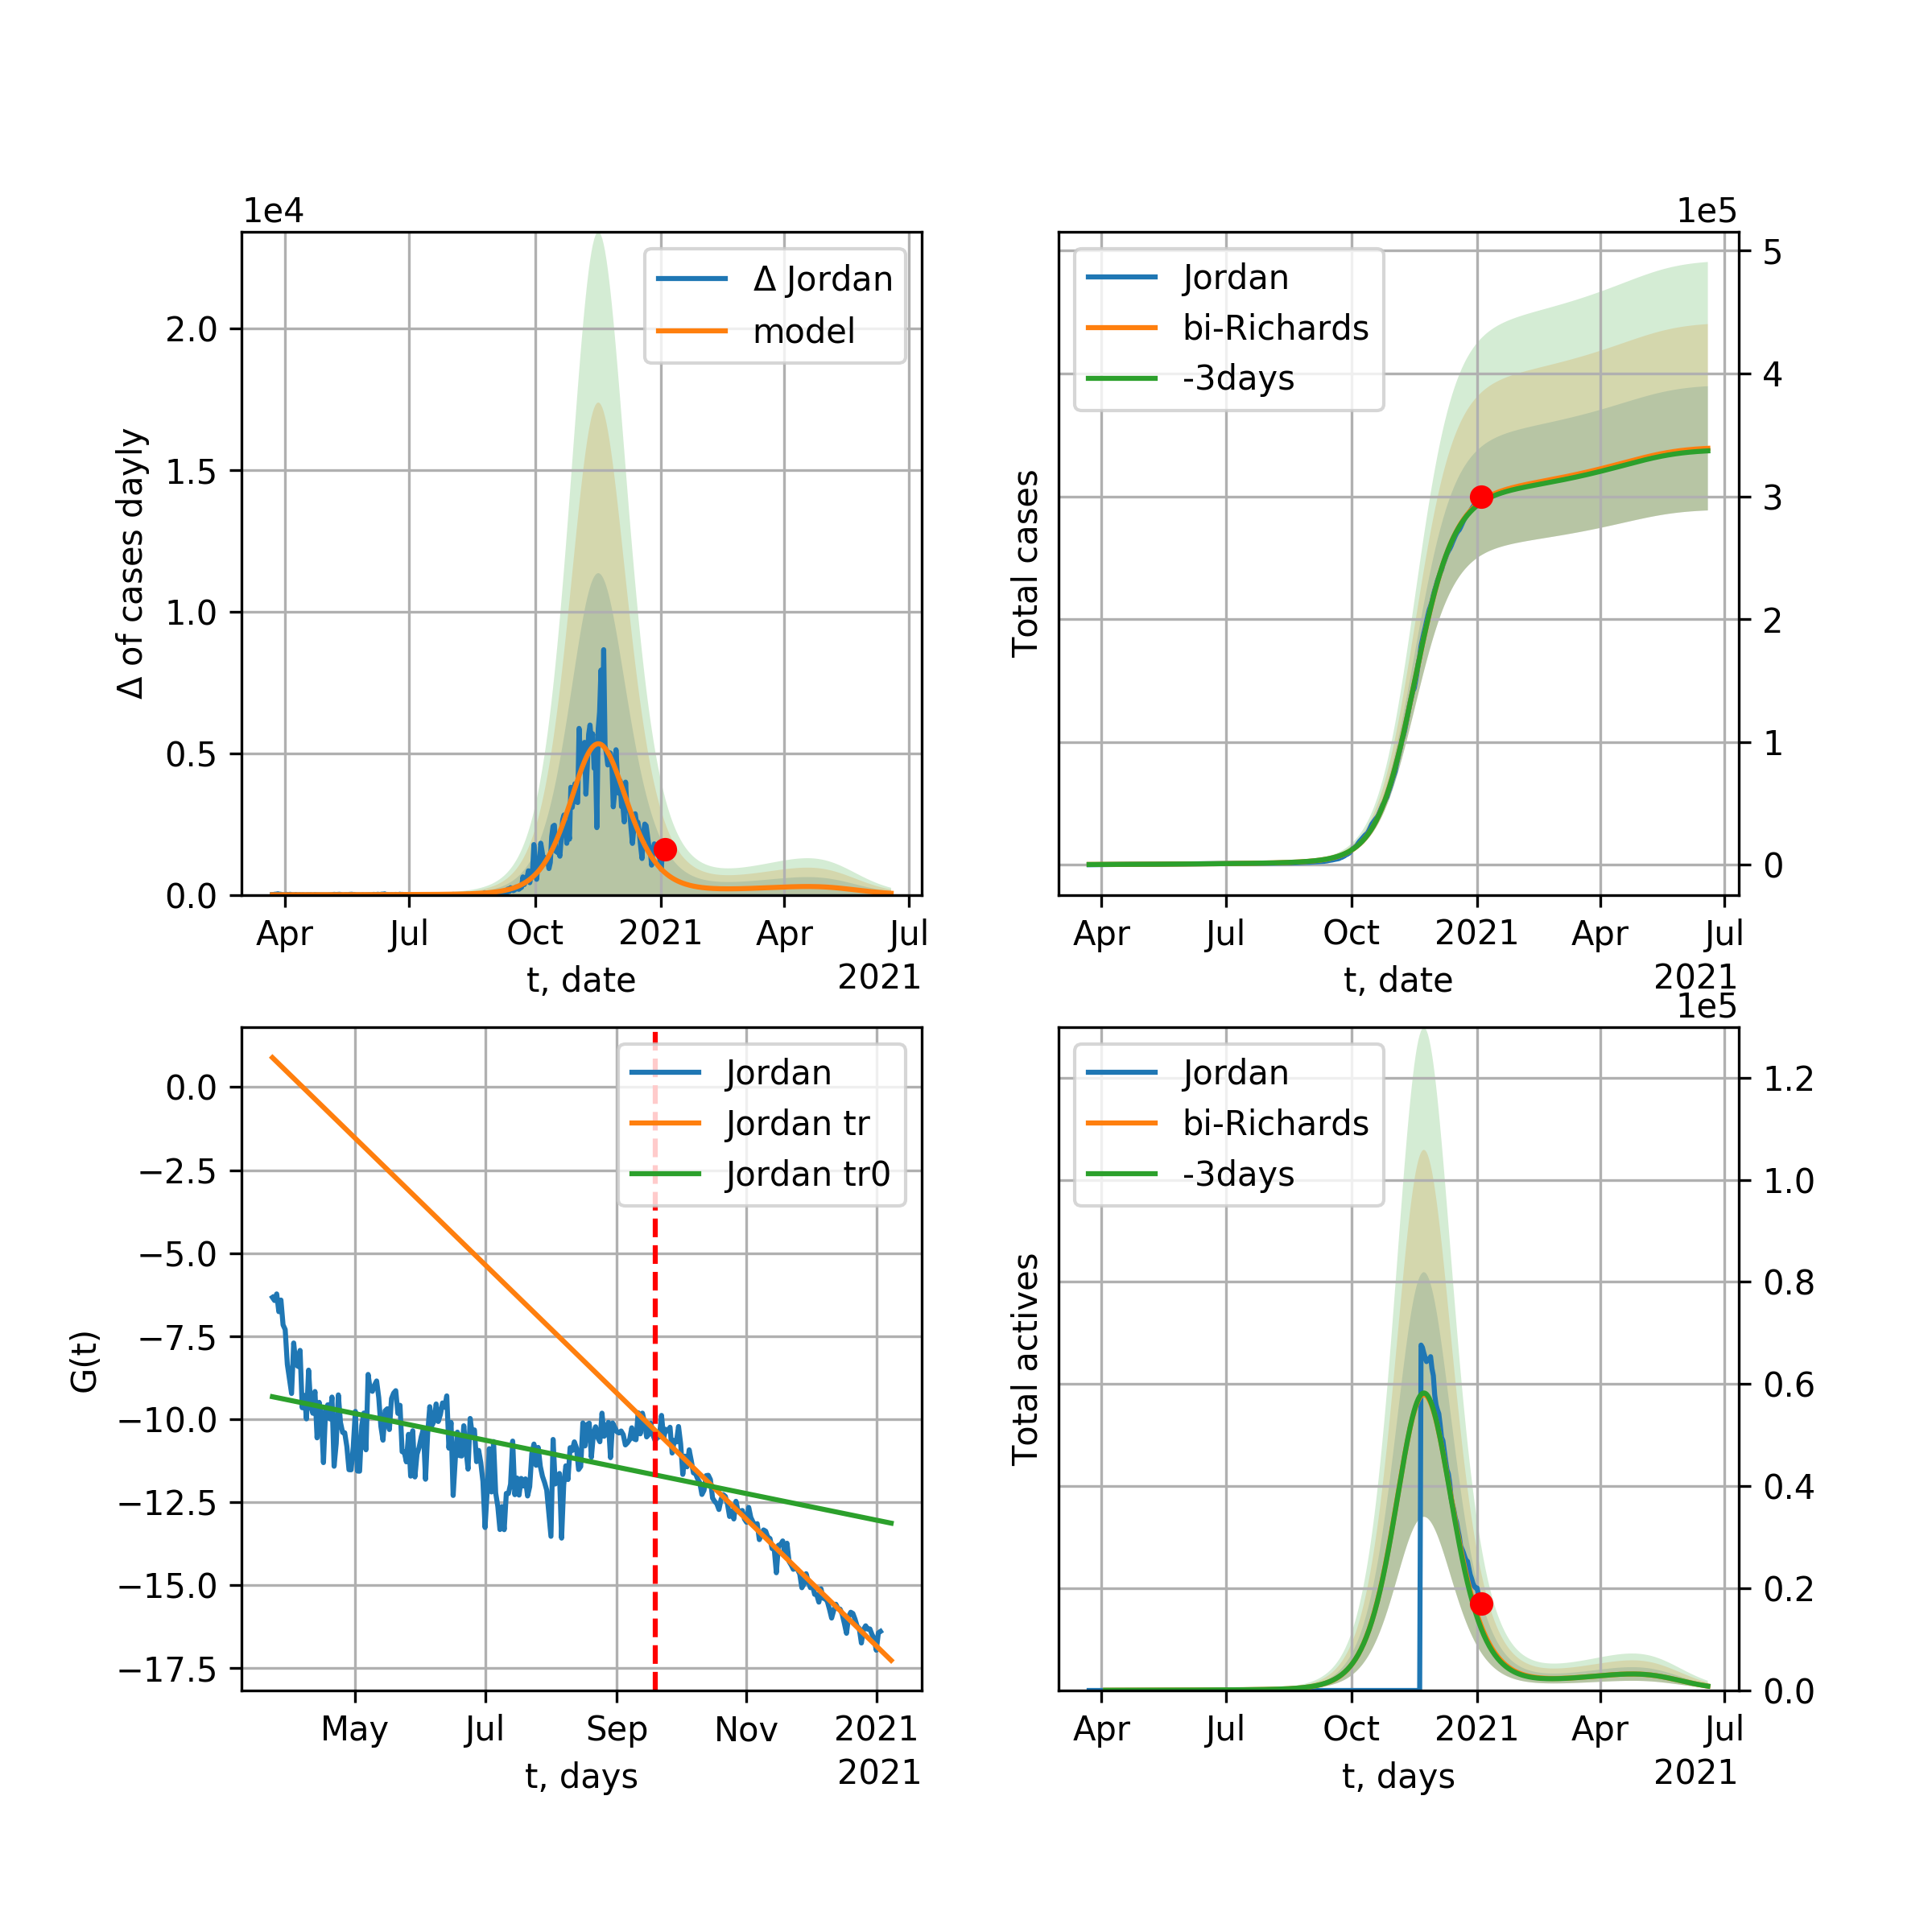 1e4
Δ of cases dayly
2.0
1.5
1.0
0.5
0.0
Δ Jordan
model
Apr Jul Oct 2021 Apr Jul
t, date
2021
1e5
Total cases
Jordan
bi-Richards
-3days
5
4
3
2
1
0
Apr Jul Oct 2021 Apr Jul
t, date
2021
G(t)
0.0
−2.5
−5.0
−7.5
−10.0
−12.5
−15.0
−17.5
Jordan
Jordan tr
Jordan tr0
May Jul Sep Nov 2021
t, days
2021
1e5
Total actives
Jordan
bi-Richards
-3days
1.2
1.0
0.8
0.6
0.4
0.2
0.0
Apr Jul Oct 2021 Apr Jul
t, days
2021